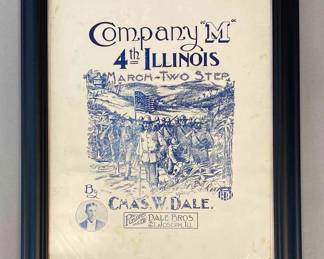 Company "M"
4th Illinois
March-Two Step
By
Chas. W. Dale.
Dale Bros.
St. Joseph, Ill.